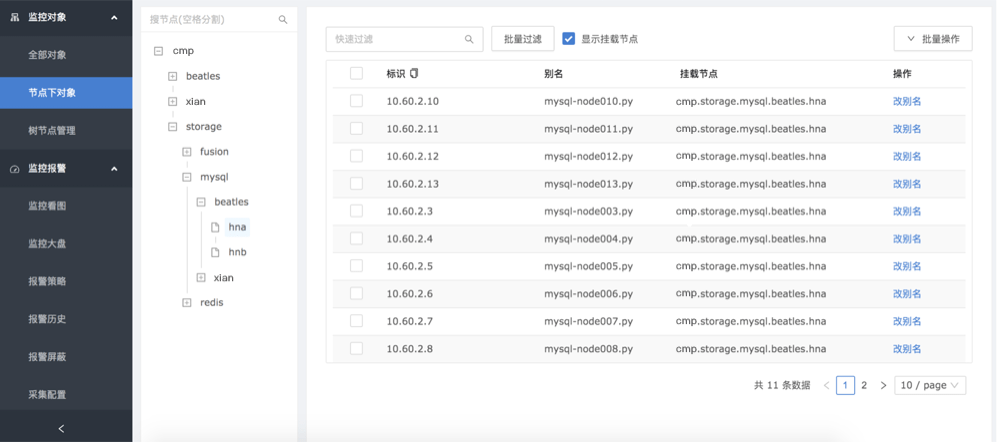 监控对象
全部对象
节点下对象
树节点管理
监控报警
监控看图
监控大盘
报警策略
报警历史
报警屏蔽
采集配置
搜节点(空格分割)
cmp
beatles
xian
storage
fusion
mysql
beatles
hna
hnb
xian
redis
快速过滤 批量过滤 显示挂载节点 批量操作
标识 别名 挂载节点 操作
10.60.2.10 mysql-node010.py cmp.storage.mysql.beatles.hna 改别名
10.60.2.11 mysql-node011.py cmp.storage.mysql.beatles.hna 改别名
10.60.2.12 mysql-node012.py cmp.storage.mysql.beatles.hna 改别名
10.60.2.13 mysql-node013.py cmp.storage.mysql.beatles.hna 改别名
10.60.2.3 mysql-node003.py cmp.storage.mysql.beatles.hna 改别名
10.60.2.4 mysql-node004.py cmp.storage.mysql.beatles.hna 改别名
10.60.2.5 mysql-node005.py cmp.storage.mysql.beatles.hna 改别名
10.60.2.6 mysql-node006.py cmp.storage.mysql.beatles.hna 改别名
10.60.2.7 mysql-node007.py cmp.storage.mysql.beatles.hna 改别名
10.60.2.8 mysql-node008.py cmp.storage.mysql.beatles.hna 改别名
共 11 条数据 < 1 2 > 10 / page